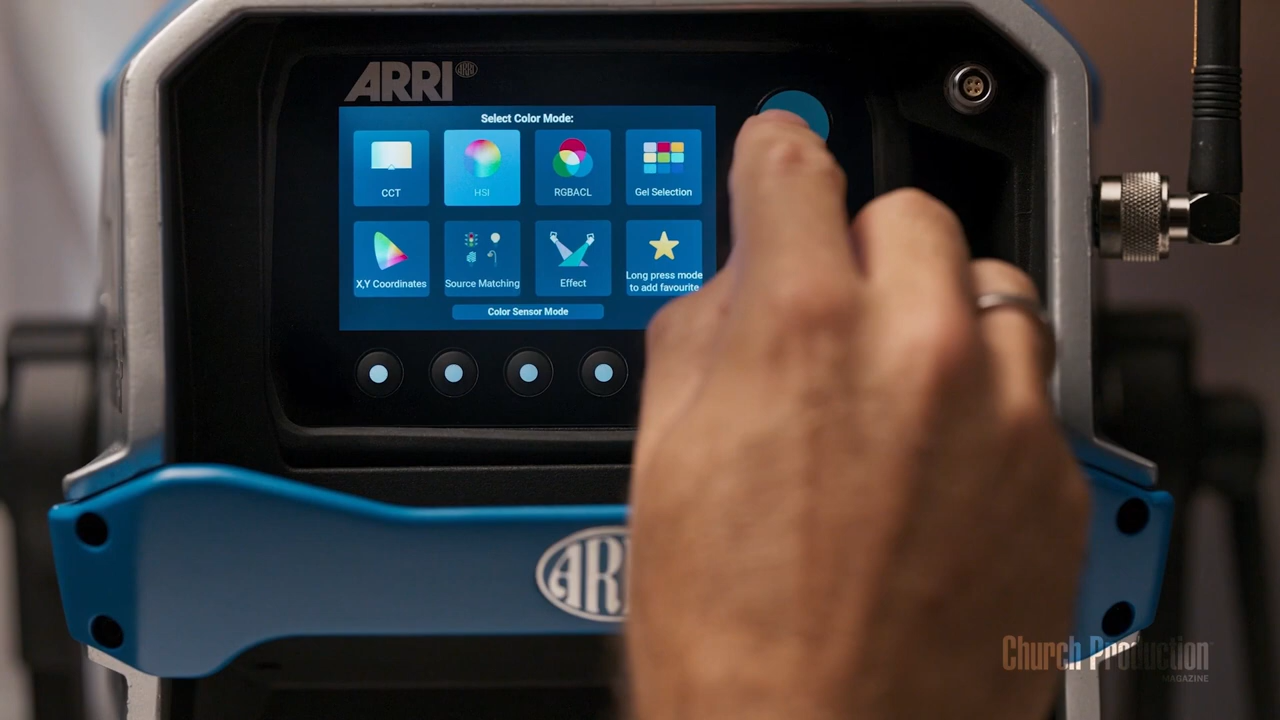 ARRI ARRI
Select Color Mode:
CCT
HSI
RGBACL
Gel Selection
X,Y Coordinates
Source Matching
Effect
Long press mode
to add favourite
Color Sensor Mode
AR
Church Production
MAGAZINE